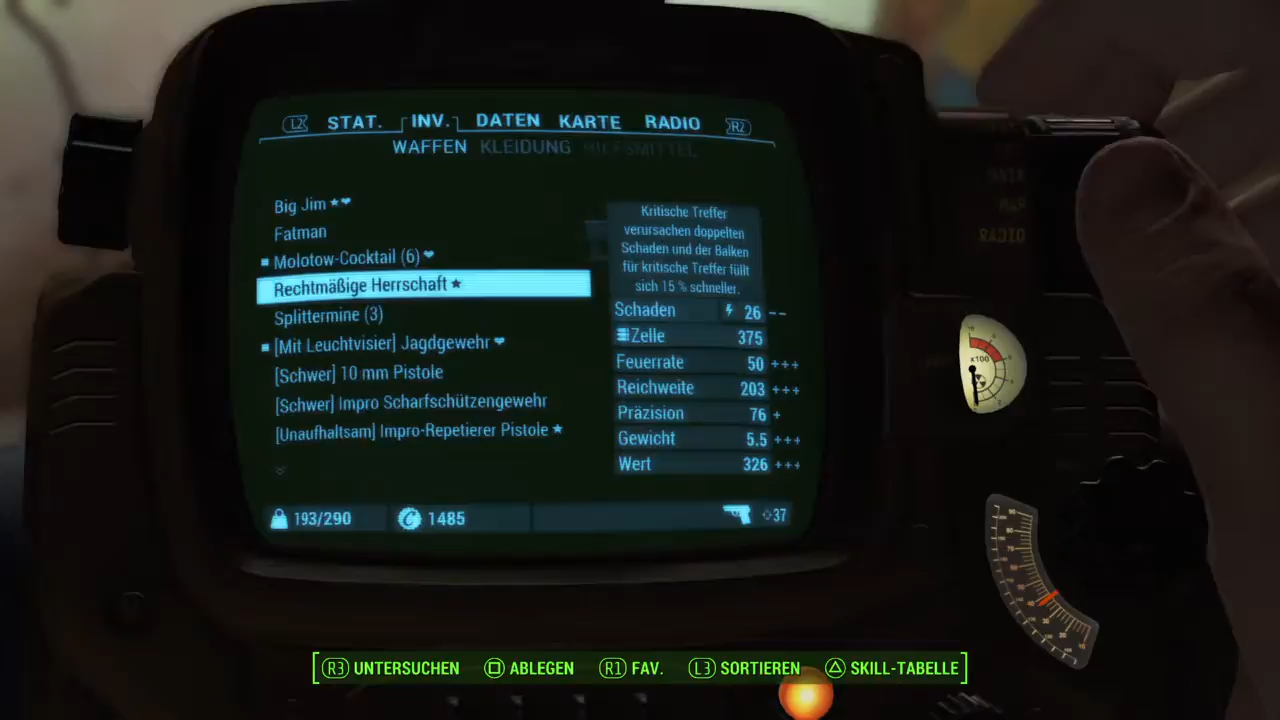 L2 STAT. INV. DATEN KARTE RADIO R2
WAFFEN KLEIDUNG HILFSMITTEL
Big Jim
Fatman
Molotow-Cocktail (6)
Rechtmäßige Herrschaft
Splittermine (3)
[Mit Leuchtvisier] Jagdgewehr
[Schwer] 10 mm Pistole
[Schwer] Impro Scharfschützengewehr
[Unaufhaltsam] Impro-Repetierer Pistole
Kritische Treffer
verursachen doppelten
Schaden und der Balken
für kritische Treffer füllt
sich 15 % schneller.
Schaden 26 --
Zelle 375
Feuerrate 50 +++
Reichweite 203 +++
Präzision 76 +
Gewicht 5.5 +++
Wert 326 +++
193/290 1485 37
RADIO
x100
R3 UNTERSUCHEN ABLEGEN R1 FAV. L3 SORTIEREN SKILL-TABELLE